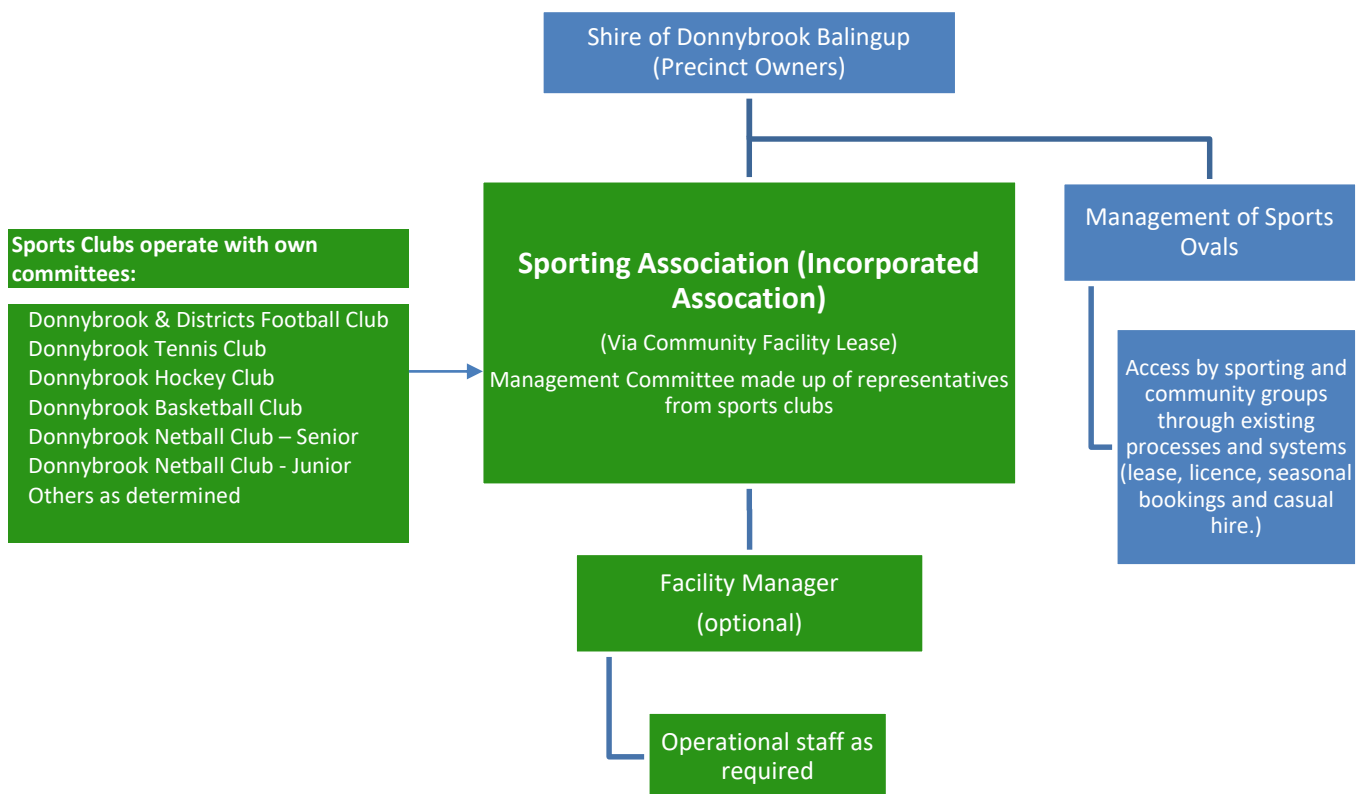 Shire of Donnybrook Balingup
(Precinct Owners)
Sports Clubs operate with own
committees:
Donnybrook & Districts Football Club
Donnybrook Tennis Club
Donnybrook Hockey Club
Donnybrook Basketball Club
Donnybrook Netball Club – Senior
Donnybrook Netball Club - Junior
Others as determined
Sporting Association (Incorporated
Assocation)
(Via Community Facility Lease)
Management Committee made up of representatives
from sports clubs
Management of Sports
Ovals
Access by sporting and
community groups
through existing
processes and systems
(lease, licence, seasonal
bookings and casual
hire.)
Facility Manager
(optional)
Operational staff as
required